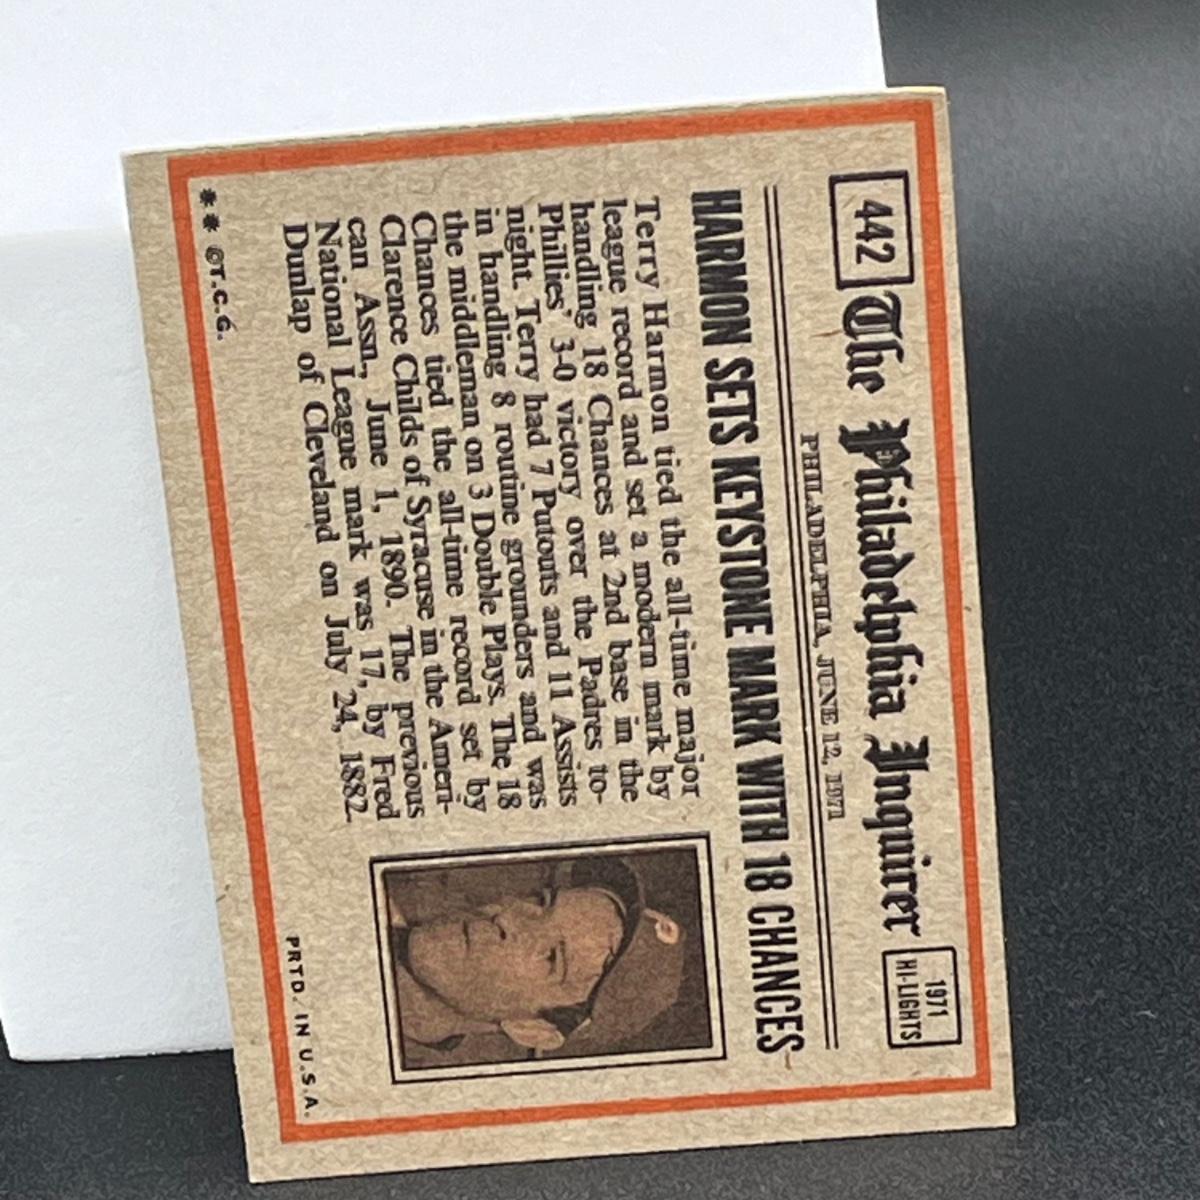 442 The Philadelphia Inquirer 1971 HI-LIGHTS
PHILADELPHIA, JUNE 12, 1971
HARMON SETS KEYSTONE MARK WITH 18 CHANCES
Terry Harmon tied the all-time major
league record and set a modern mark by
handling 18 Chances at 2nd base in the
Phillies' 3-0 victory over the Padres to-
night. Terry had 7 Putouts and 11 Assists
in handling 8 routine grounders and was
the middleman on 3 Double Plays. The 18
Chances tied the all-time record set by
Clarence Childs of Syracuse in the Ameri-
can Assn., June 1, 1890. The previous
National League mark was 17, by Fred
Dunlap of Cleveland on July 24, 1882.
** ©T.C.G.
PRTD. IN U.S.A.